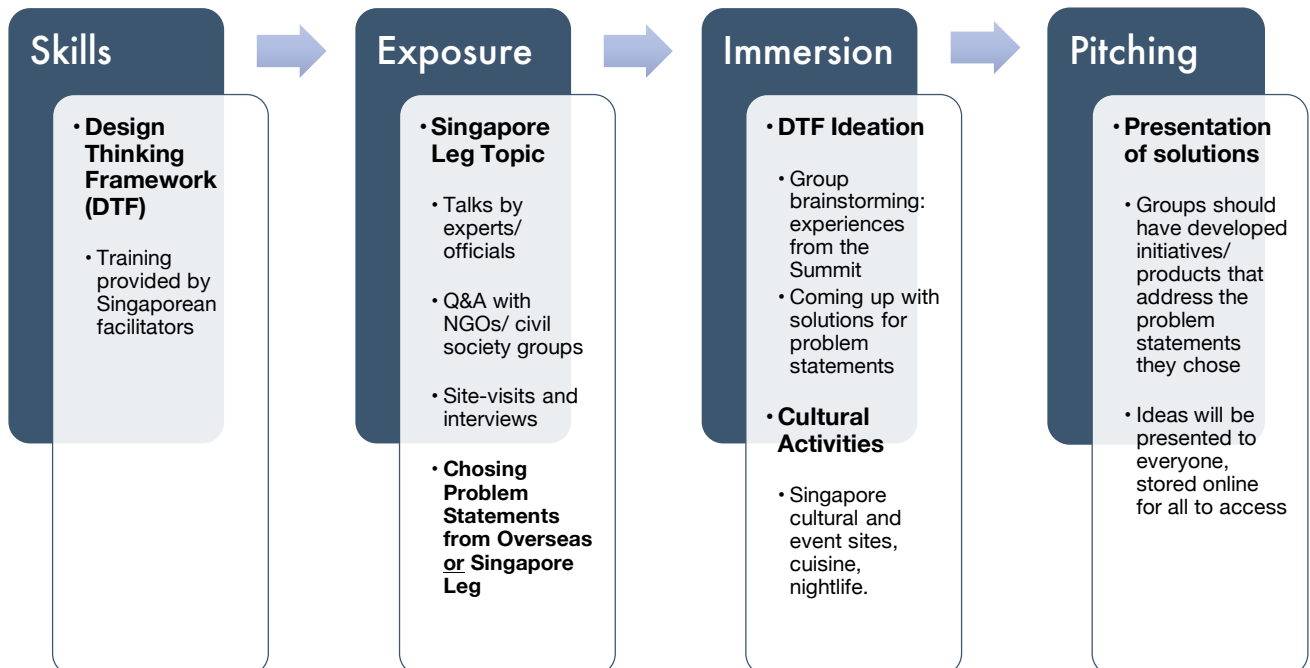 Skills
• Design
Thinking
Framework
(DTF)
• Training
provided by
Singaporean
facilitators
Exposure
• Singapore
Leg Topic
• Talks by
experts/
officials
• Q&A with
NGOs/ civil
society groups
• Site-visits and
interviews
• Chosing
Problem
Statements
from Overseas
or Singapore
Leg
Immersion
• DTF Ideation
• Group
brainstorming:
experiences
from the
Summit
• Coming up with
solutions for
problem
statements
• Cultural
Activities
• Singapore
cultural and
event sites,
cuisine,
nightlife.
Pitching
• Presentation
of solutions
• Groups should
have developed
initiatives/
products that
address the
problem
statements
they chose
• Ideas will be
presented to
everyone,
stored online
for all to access